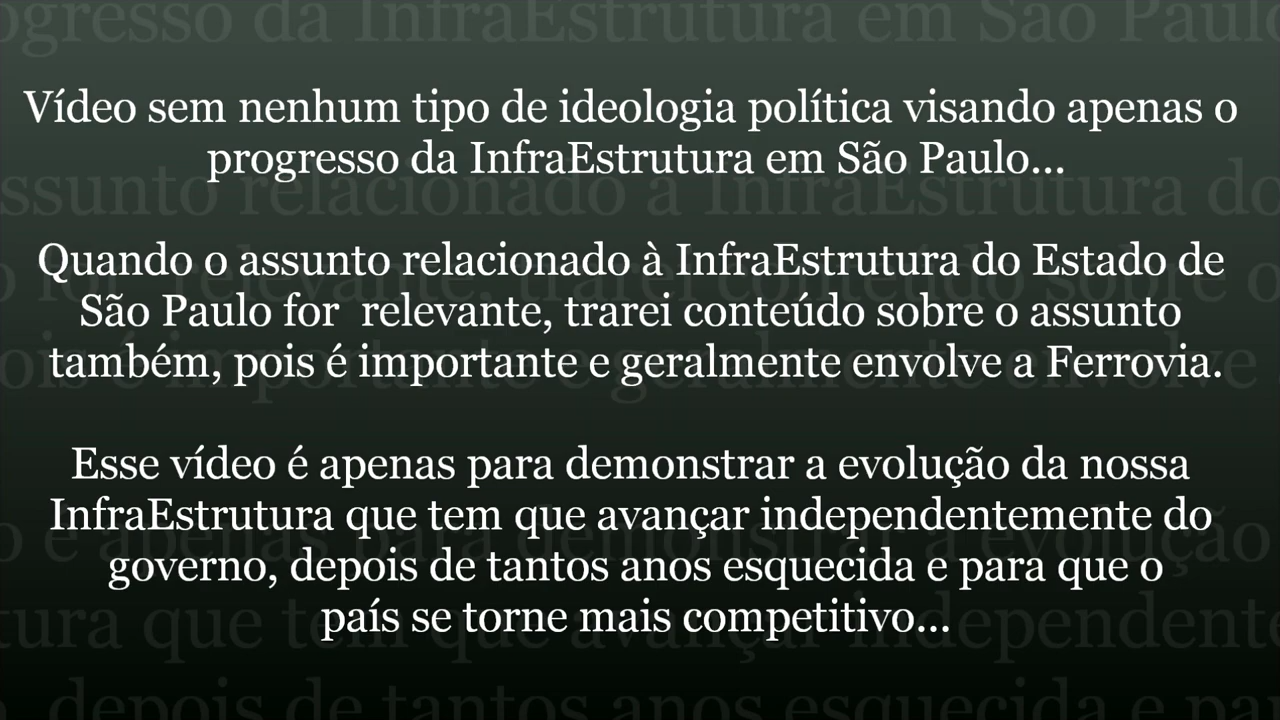 Vídeo sem nenhum tipo de ideologia política visando apenas o
progresso da InfraEstrutura em São Paulo...
Quando o assunto relacionado à InfraEstrutura do Estado de
São Paulo for  relevante, trarei conteúdo sobre o assunto
também, pois é importante e geralmente envolve a Ferrovia.
Esse vídeo é apenas para demonstrar a evolução da nossa
InfraEstrutura que tem que avançar independentemente do
governo, depois de tantos anos esquecida e para que o
país se torne mais competitivo...